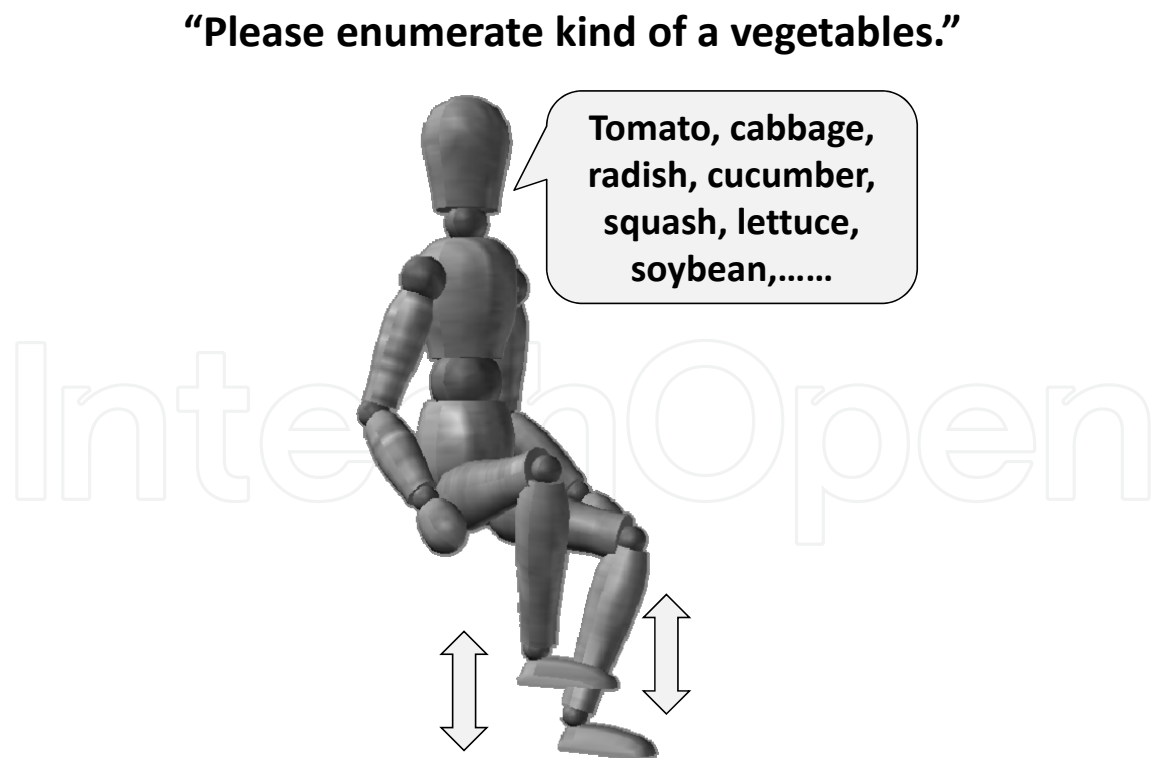 “Please enumerate kind of a vegetables.”
Tomato, cabbage,
radish, cucumber,
squash, lettuce,
soybean,......
IntechOpen